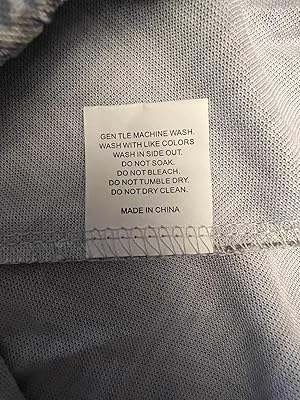 GEN TLE MACHINE WASH.
WASH WITH LIKE COLORS
WASH IN SIDE OUT.
DO NOT SOAK.
DO NOT BLEACH.
DO NOT TUMBLE DRY.
DO NOT DRY CLEAN.
MADE IN CHINA